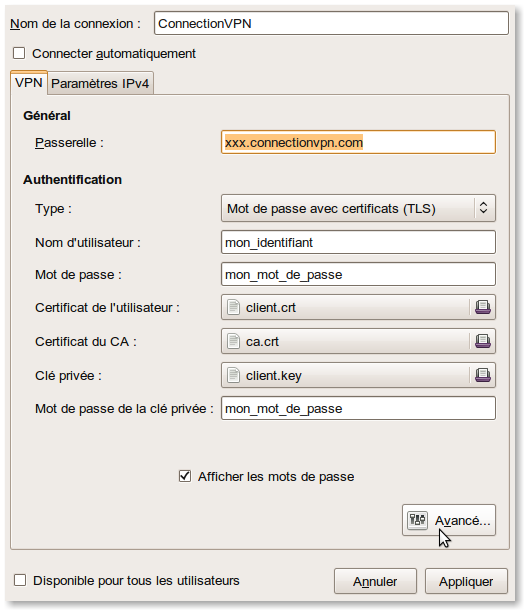 Nom de la connexion : ConnectionVPN
Connecter automatiquement
VPN Paramètres IPv4
Général
Passerelle : xxx.connectionvpn.com
Authentification
Type : Mot de passe avec certificats (TLS)
Nom d'utilisateur : mon_identifiant
Mot de passe : mon_mot_de_passe
Certificat de l'utilisateur : client.crt
Certificat du CA : ca.crt
Clé privée : client.key
Mot de passe de la clé privée : mon_mot_de_passe
Afficher les mots de passe
Avancé...
Disponible pour tous les utilisateurs Annuler Appliquer